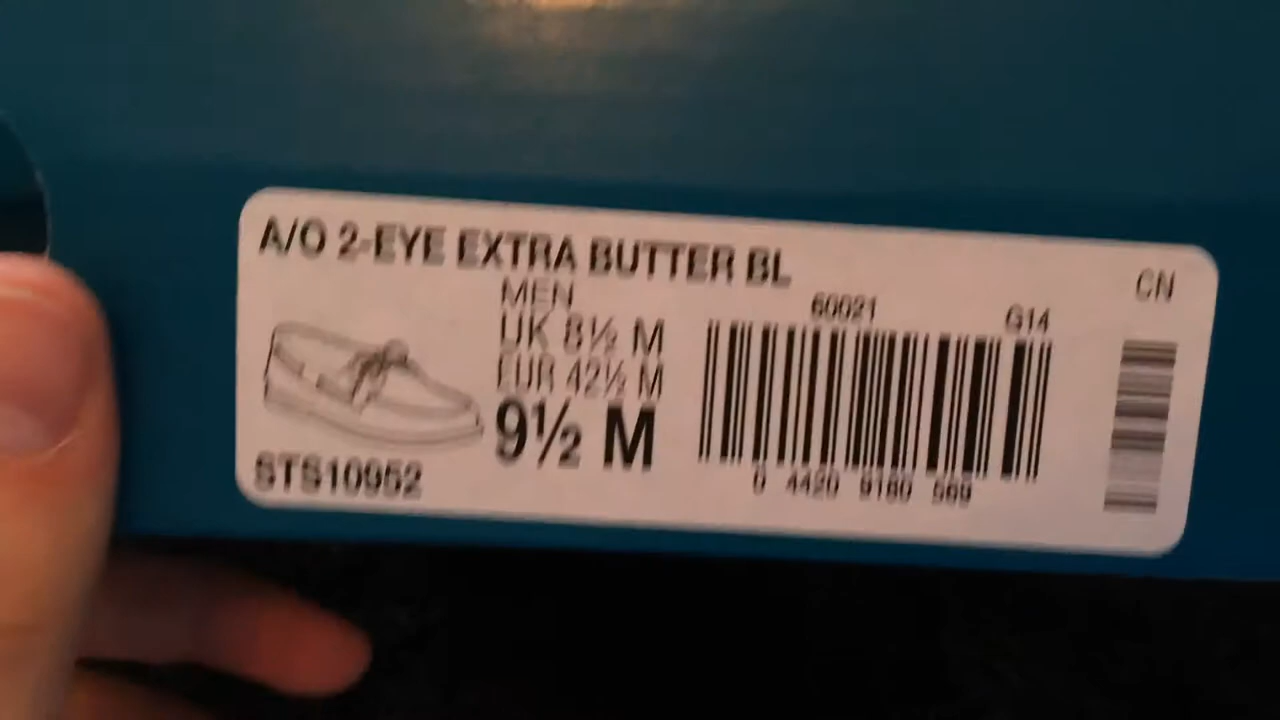 A/O 2-EYE EXTRA BUTTER BL
CN
MEN
60021 G14
UK 8½ M
EUR 42½ M
9½ M
STS10952
0 4420 9180 569